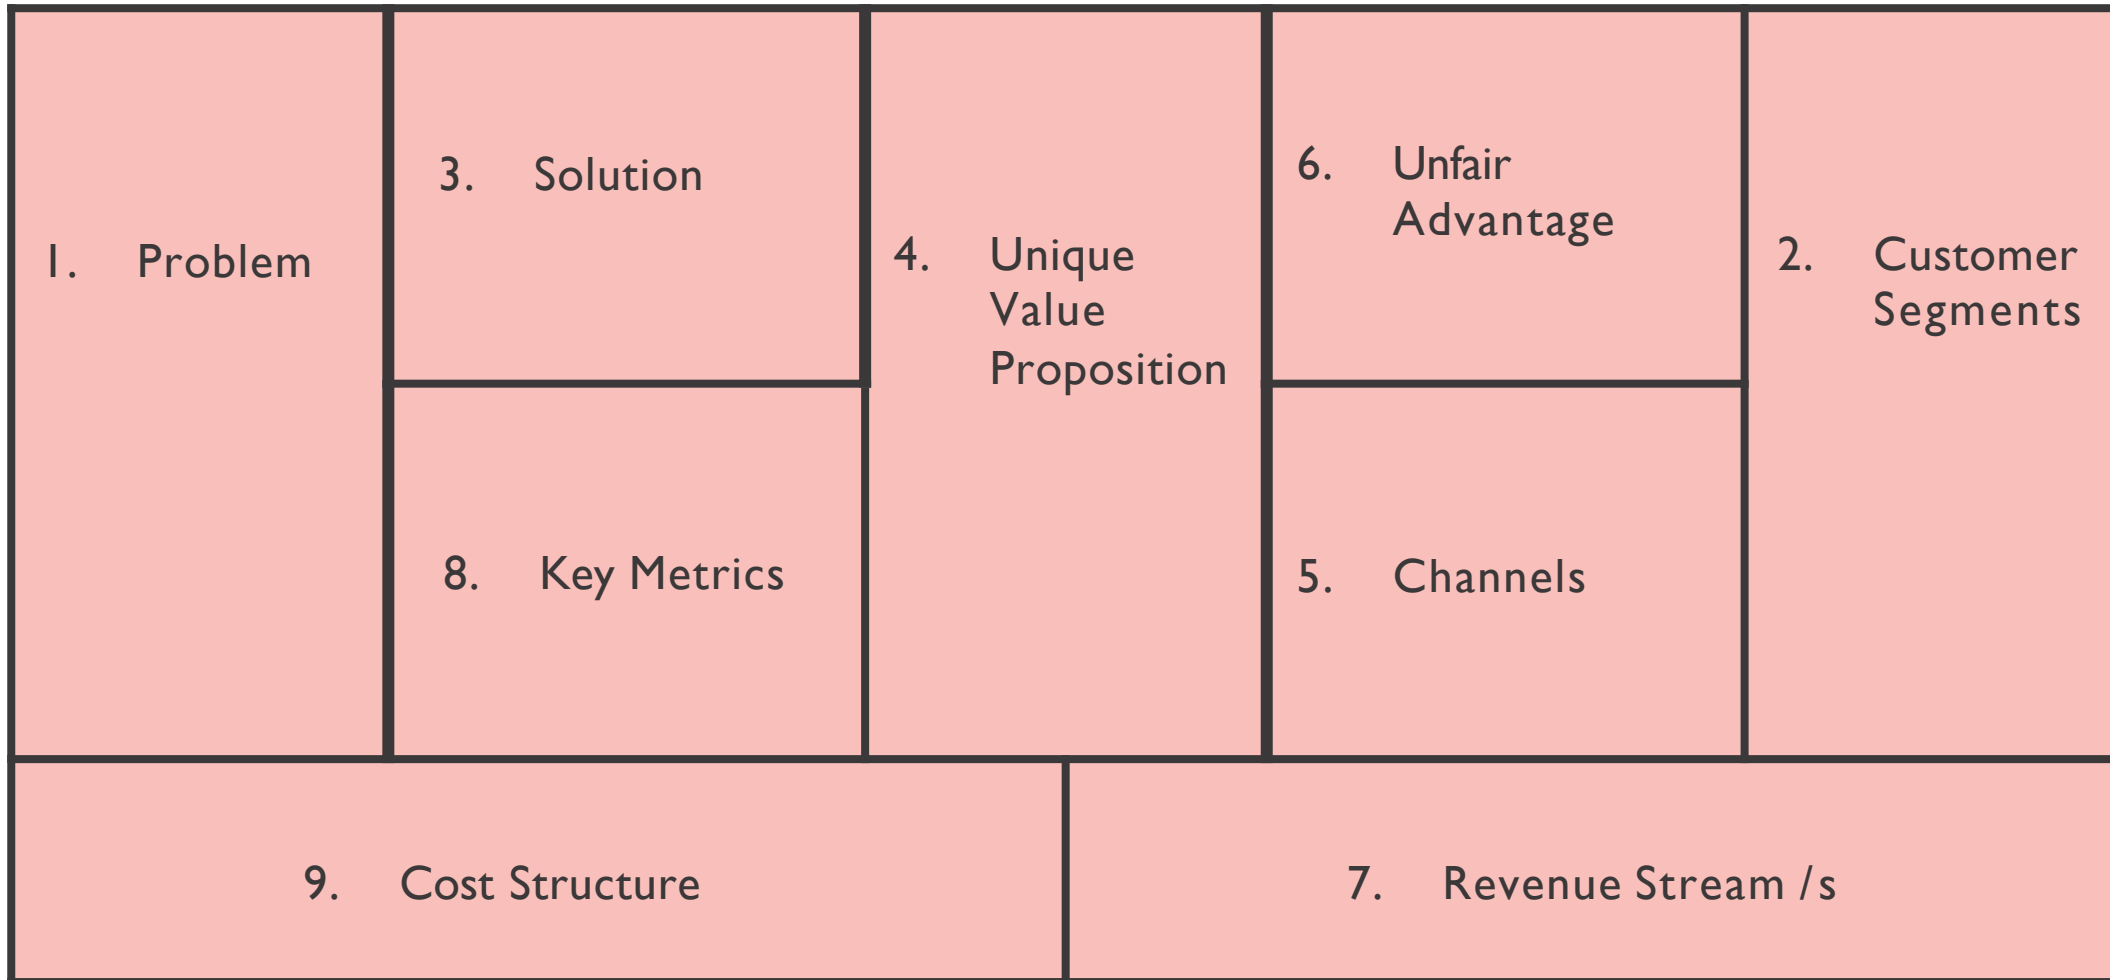 1. Problem
3. Solution
8. Key Metrics
4. Unique
Value
Proposition
6. Unfair
Advantage
5. Channels
2. Customer
Segments
9. Cost Structure
7. Revenue Stream /s